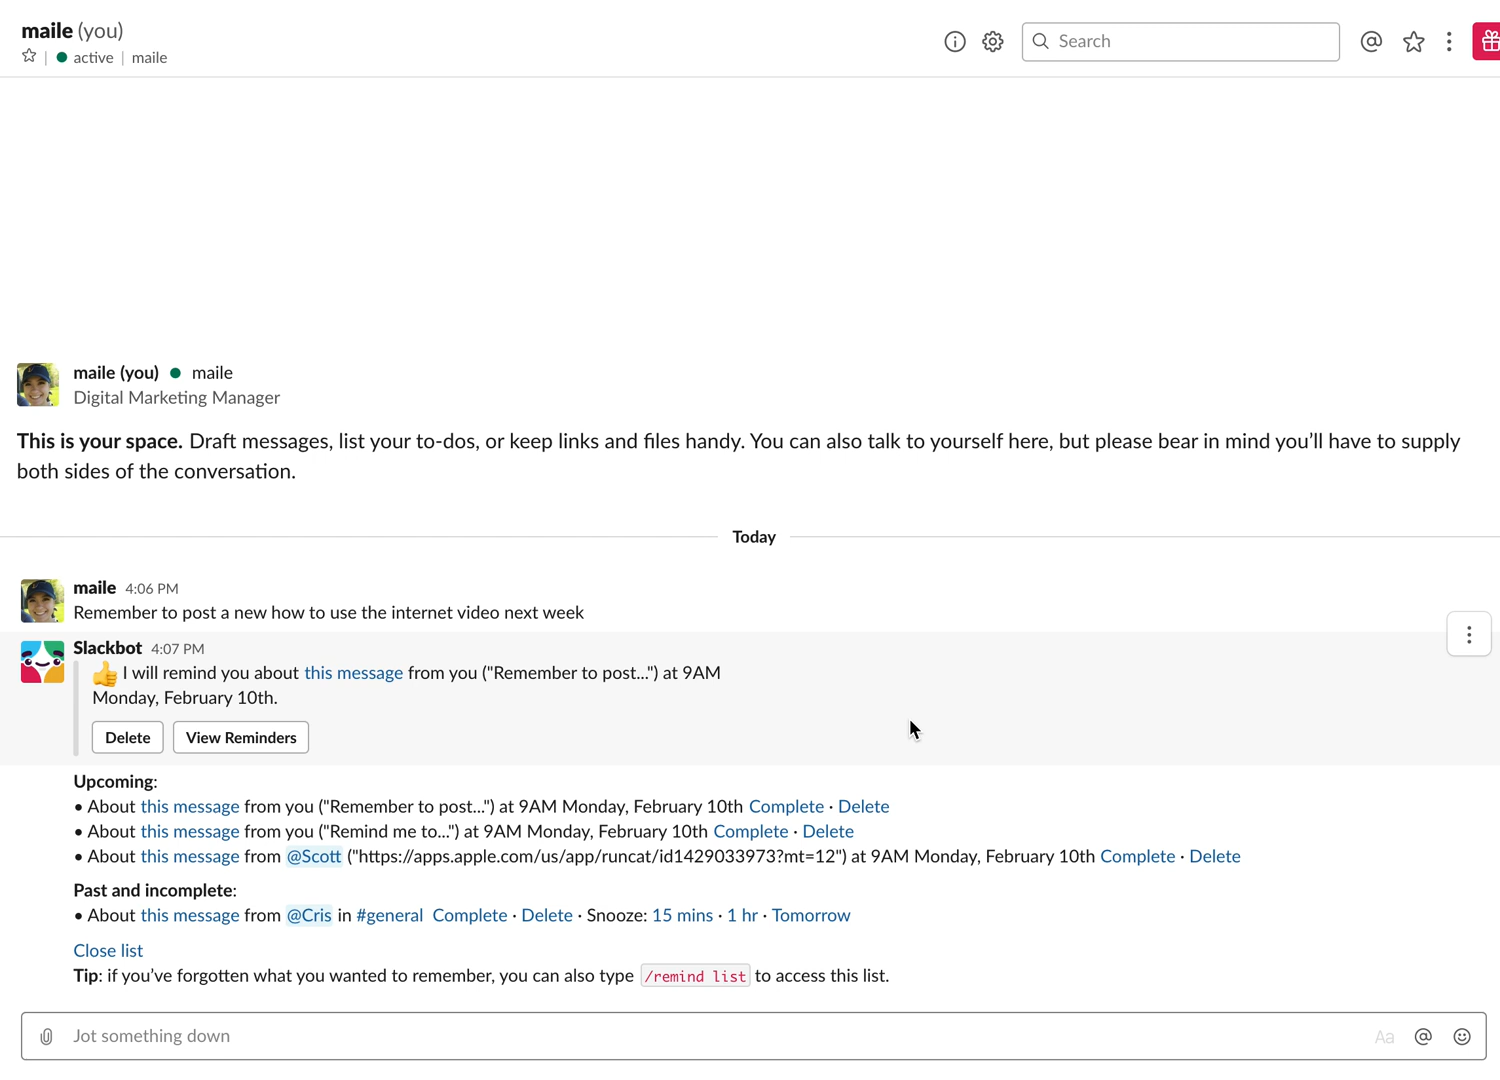 maile (you)
active | maile
Search
maile (you) maile
Digital Marketing Manager
This is your space. Draft messages, list your to-dos, or keep links and files handy. You can also talk to yourself here, but please bear in mind you’ll have to supply
both sides of the conversation.
Today
maile 4:06 PM
Remember to post a new how to use the internet video next week
Slackbot 4:07 PM
👍 I will remind you about this message from you ("Remember to post...") at 9AM
Monday, February 10th.
Delete View Reminders
Upcoming:
• About this message from you ("Remember to post...") at 9AM Monday, February 10th Complete · Delete
• About this message from you ("Remind me to...") at 9AM Monday, February 10th Complete · Delete
• About this message from @Scott ("https://apps.apple.com/us/app/runcat/id1429033973?mt=12") at 9AM Monday, February 10th Complete · Delete
Past and incomplete:
• About this message from @Cris in #general Complete · Delete · Snooze: 15 mins · 1 hr · Tomorrow
Close list
Tip: if you’ve forgotten what you wanted to remember, you can also type /remind list to access this list.
Jot something down Aa @